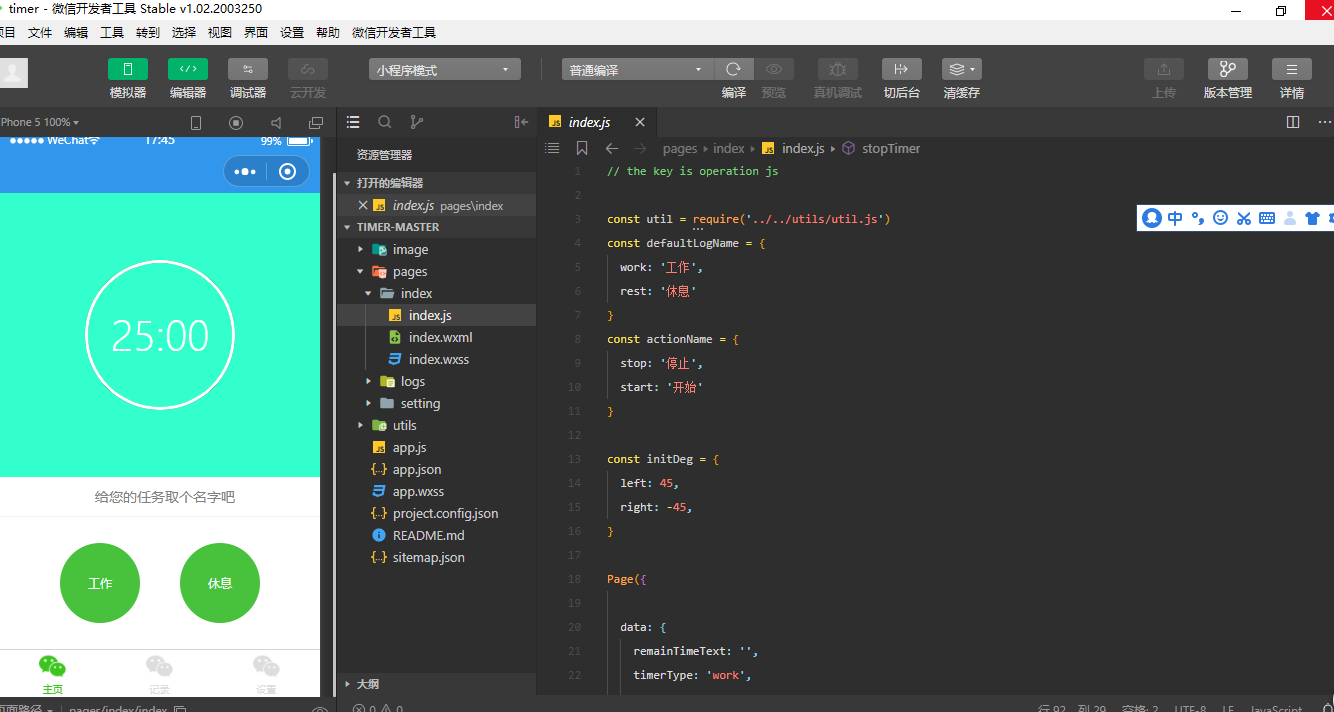 timer - 微信开发者工具 Stable v1.02.2003250
项目 文件 编辑 工具 转到 选择 视图 界面 设置 帮助 微信开发者工具
模拟器 编辑器 调试器 云开发
小程序模式
普通编译
编译 预览 真机调试 切后台 清缓存
上传 版本管理 详情
Phone 5 100%
WeChat 17:45 99%
25:00
给您的任务取个名字吧
工作 休息
主页 记录 设置
页面路径 pages/index/index
资源管理器
打开的编辑器
index.js pages\index
TIMER-MASTER
image
pages
index
index.js
index.wxml
index.wxss
logs
setting
utils
app.js
app.json
app.wxss
project.config.json
README.md
sitemap.json
大纲
0 0
index.js
pages index index.js stopTimer
1 // the key is operation js
2
3 const util = require('../../utils/util.js')
4 const defaultLogName = {
5 work: '工作',
6 rest: '休息'
7 }
8 const actionName = {
9 stop: '停止',
10 start: '开始'
11 }
12
13 const initDeg = {
14 left: 45,
15 right: -45,
16 }
17
18 Page({
19
20 data: {
21 remainTimeText: '',
22 timerType: 'work',
中
行 92, 列 29 空格: 2 UTF-8 LF JavaScript